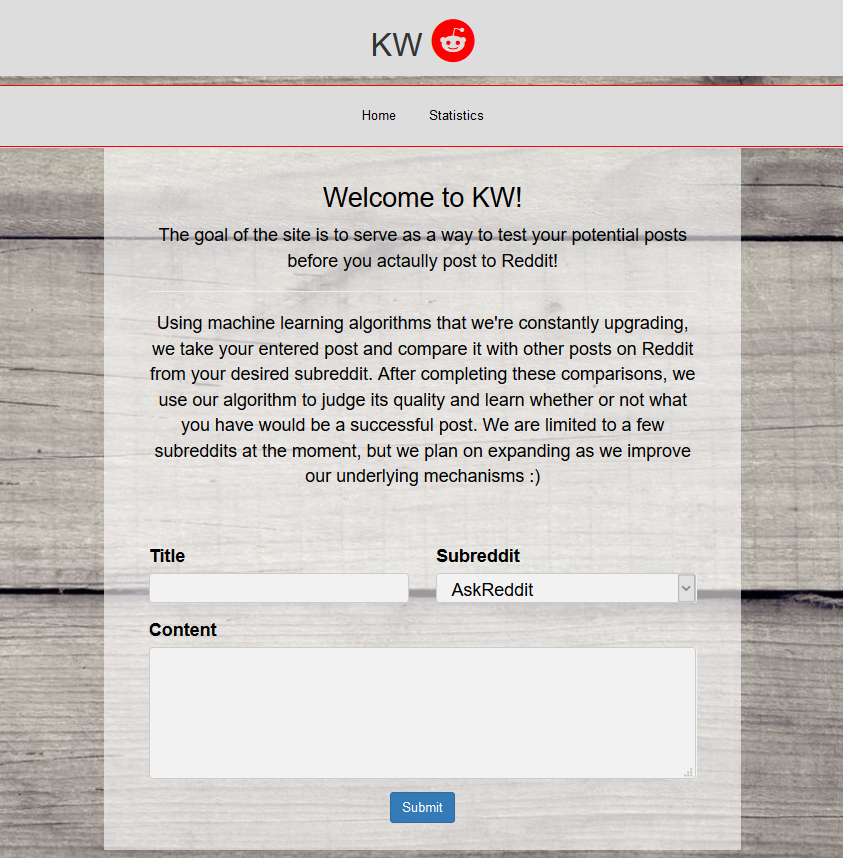 KW
Home Statistics
Welcome to KW!
The goal of the site is to serve as a way to test your potential posts
before you actaully post to Reddit!
Using machine learning algorithms that we're constantly upgrading,
we take your entered post and compare it with other posts on Reddit
from your desired subreddit. After completing these comparisons, we
use our algorithm to judge its quality and learn whether or not what
you have would be a successful post. We are limited to a few
subreddits at the moment, but we plan on expanding as we improve
our underlying mechanisms :)
Title Subreddit
AskReddit
Content
Submit